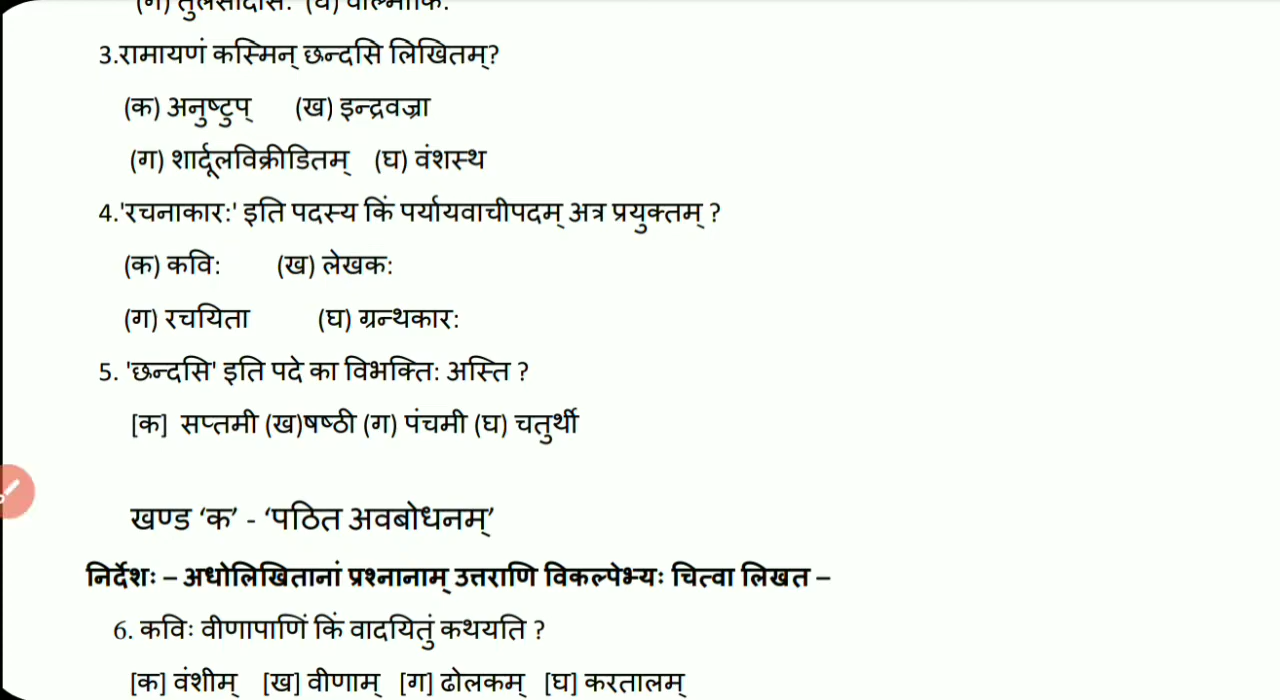 (ग) तुलसीदासः (घ) वाल्मीकिः
3.रामायणं कस्मिन् छन्दसि लिखितम्?
(क) अनुष्टुप् (ख) इन्द्रवज्रा
(ग) शार्दूलविक्रीडितम् (घ) वंशस्थ
4.'रचनाकार:' इति पदस्य किं पर्यायवाचीपदम् अत्र प्रयुक्तम् ?
(क) कवि: (ख) लेखक:
(ग) रचयिता (घ) ग्रन्थकार:
5. 'छन्दसि' इति पदे का विभक्ति: अस्ति ?
[क] सप्तमी (ख)षष्ठी (ग) पंचमी (घ) चतुर्थी
खण्ड ‘क’ - ‘पठित अवबोधनम्’
निर्देशः – अधोलिखितानां प्रश्नानाम् उत्तराणि विकल्पेभ्यः चित्वा लिखत –
6. कविः वीणापाणिं किं वादयितुं कथयति ?
[क] वंशीम् [ख] वीणाम् [ग] ढोलकम् [घ] करतालम्